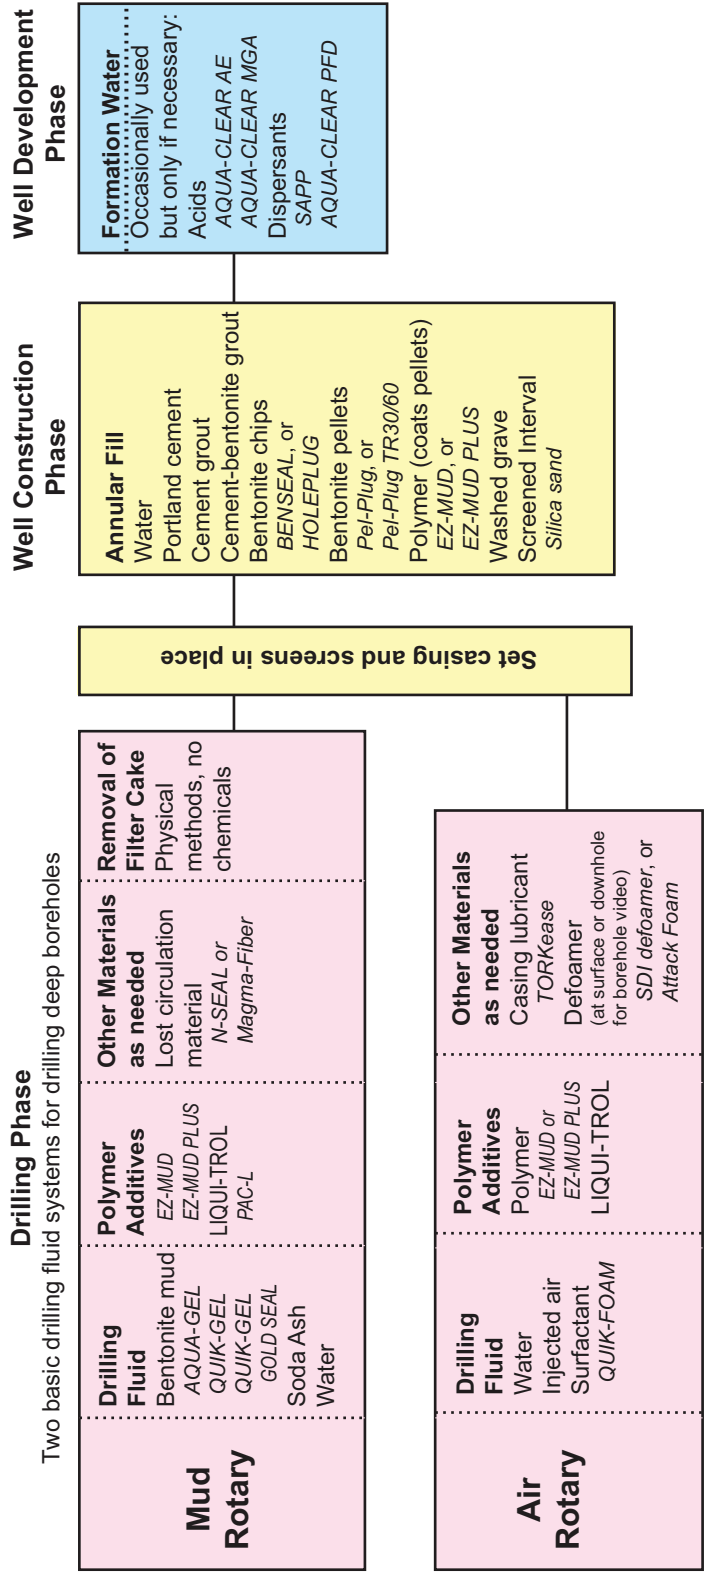 Drilling Phase
Two basic drilling fluid systems for drilling deep boreholes
Mud
Rotary
Drilling
Fluid
Bentonite mud
AQUA-GEL
QUIK-GEL
QUIK-GEL
GOLD SEAL
Soda Ash
Water
Polymer
Additives
EZ-MUD
EZ-MUD PLUS
LIQUI-TROL
PAC-L
Other Materials
as needed
Lost circulation
material
N-SEAL or
Magma-Fiber
Removal of
Filter Cake
Physical
methods, no
chemicals
Air
Rotary
Drilling
Fluid
Water
Injected air
Surfactant
QUIK-FOAM
Polymer
Additives
Polymer
EZ-MUD or
EZ-MUD PLUS
LIQUI-TROL
Other Materials
as needed
Casing lubricant
TORKease
Defoamer
(at surface or downhole
for borehole video)
SDI defoamer, or
Attack Foam
Set casing and screens in place
Well Construction
Phase
Annular Fill
Water
Portland cement
Cement grout
Cement-bentonite grout
Bentonite chips
BENSEAL, or
HOLEPLUG
Bentonite pellets
Pel-Plug, or
Pel-Plug TR30/60
Polymer (coats pellets)
EZ-MUD, or
EZ-MUD PLUS
Washed grave
Screened Interval
Silica sand
Well Development
Phase
Formation Water
Occasionally used
but only if necessary:
Acids
AQUA-CLEAR AE
AQUA-CLEAR MGA
Dispersants
SAPP
AQUA-CLEAR PFD